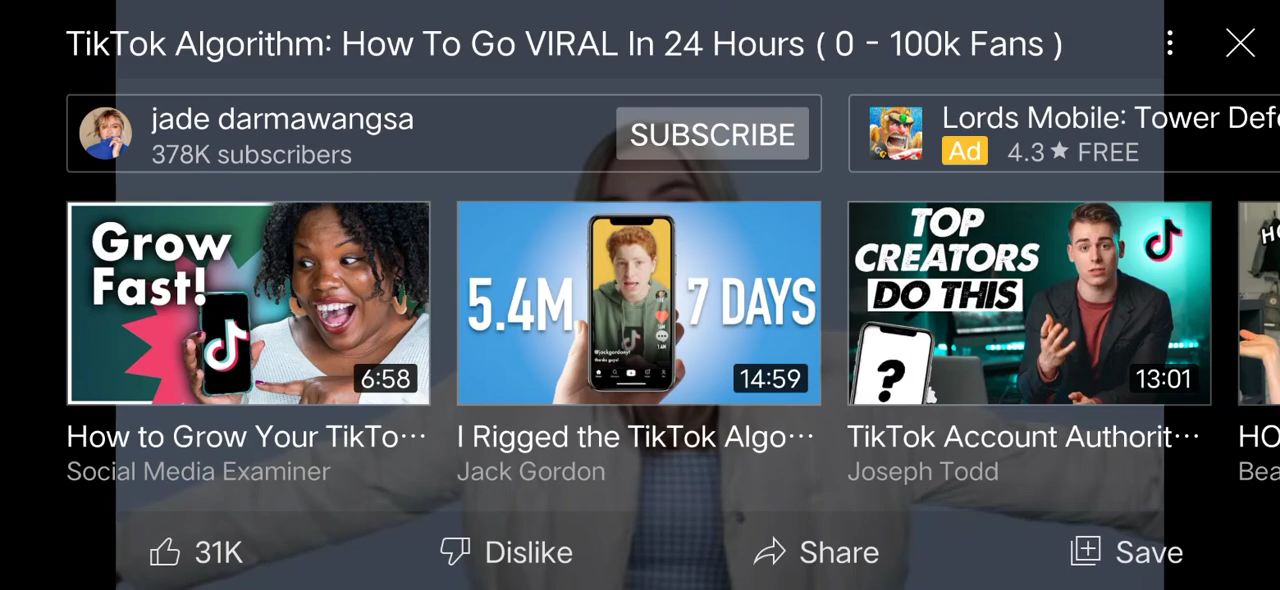 TikTok Algorithm: How To Go VIRAL In 24 Hours ( 0 - 100k Fans )
jade darmawangsa
378K subscribers
SUBSCRIBE
Lords Mobile: Tower Defe
Ad 4.3★ FREE
Grow
Fast!
6:58
5.4M 7 DAYS
14:59
TOP
CREATORS
DO THIS
?
13:01
How to Grow Your TikTo...
Social Media Examiner
I Rigged the TikTok Algo...
Jack Gordon
TikTok Account Authorit...
Joseph Todd
HO
Bea
31K
Dislike
Share
Save